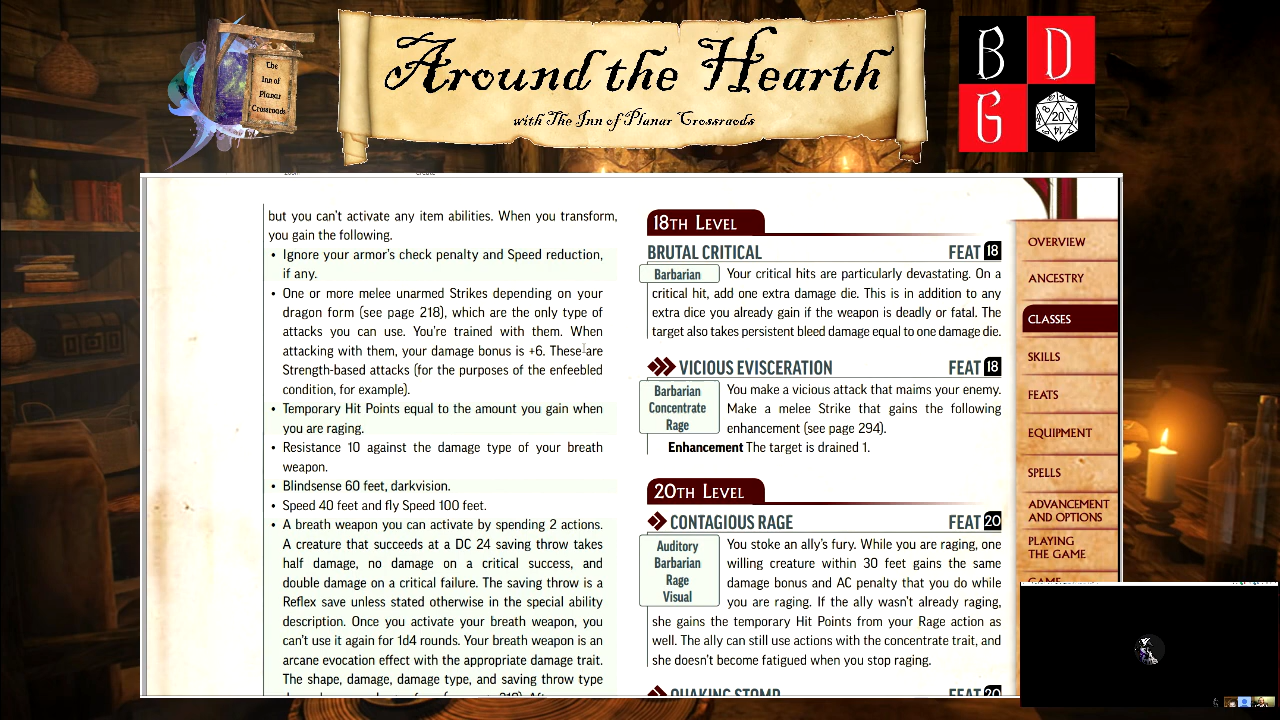 The
Inn of
Planar
Crossroads
Around the Hearth
with The Inn of Planar Crossraods
B D
G 20
but you can't activate any item abilities. When you transform,
you gain the following.
• Ignore your armor's check penalty and Speed reduction,
if any.
• One or more melee unarmed Strikes depending on your
dragon form (see page 218), which are the only type of
attacks you can use. You're trained with them. When
attacking with them, your damage bonus is +6. These are
Strength-based attacks (for the purposes of the enfeebled
condition, for example).
• Temporary Hit Points equal to the amount you gain when
you are raging.
• Resistance 10 against the damage type of your breath
weapon.
• Blindsense 60 feet, darkvision.
• Speed 40 feet and fly Speed 100 feet.
• A breath weapon you can activate by spending 2 actions.
A creature that succeeds at a DC 24 saving throw takes
half damage, no damage on a critical success, and
double damage on a critical failure. The saving throw is a
Reflex save unless stated otherwise in the special ability
description. Once you activate your breath weapon, you
can't use it again for 1d4 rounds. Your breath weapon is an
arcane evocation effect with the appropriate damage trait.
The shape, damage, damage type, and saving throw type
18TH LEVEL
BRUTAL CRITICAL FEAT 18
Barbarian
Your critical hits are particularly devastating. On a
critical hit, add one extra damage die. This is in addition to any
extra dice you already gain if the weapon is deadly or fatal. The
target also takes persistent bleed damage equal to one damage die.
VICIOUS EVISCERATION FEAT 18
Barbarian
Concentrate
Rage
You make a vicious attack that maims your enemy.
Make a melee Strike that gains the following
enhancement (see page 294).
Enhancement The target is drained 1.
20TH LEVEL
CONTAGIOUS RAGE FEAT 20
Auditory
Barbarian
Rage
Visual
You stoke an ally's fury. While you are raging, one
willing creature within 30 feet gains the same
damage bonus and AC penalty that you do while
you are raging. If the ally wasn't already raging,
she gains the temporary Hit Points from your Rage action as
well. The ally can still use actions with the concentrate trait, and
she doesn't become fatigued when you stop raging.
QUAKING STOMP FEAT 20
OVERVIEW
ANCESTRY
CLASSES
SKILLS
FEATS
EQUIPMENT
SPELLS
ADVANCEMENT
AND OPTIONS
PLAYING
THE GAME
GAME